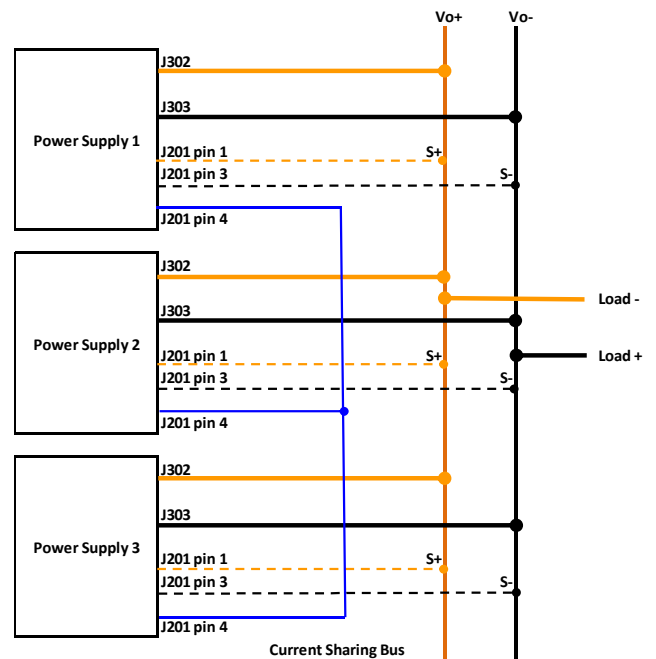 Vo+ Vo-
J302
J303
Power Supply 1
J201 pin 1 S+
J201 pin 3 S-
J201 pin 4
J302
Load -
J303
Power Supply 2
J201 pin 1 S+
Load +
J201 pin 3 S-
J201 pin 4
J302
J303
Power Supply 3
J201 pin 1 S+
J201 pin 3 S-
J201 pin 4
Current Sharing Bus